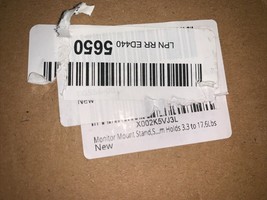 LPN RR ED440
5650
X002K5VJ3L
Monitor Mount Stand,S...m Holds 3.3 to 17.6Lbs
New